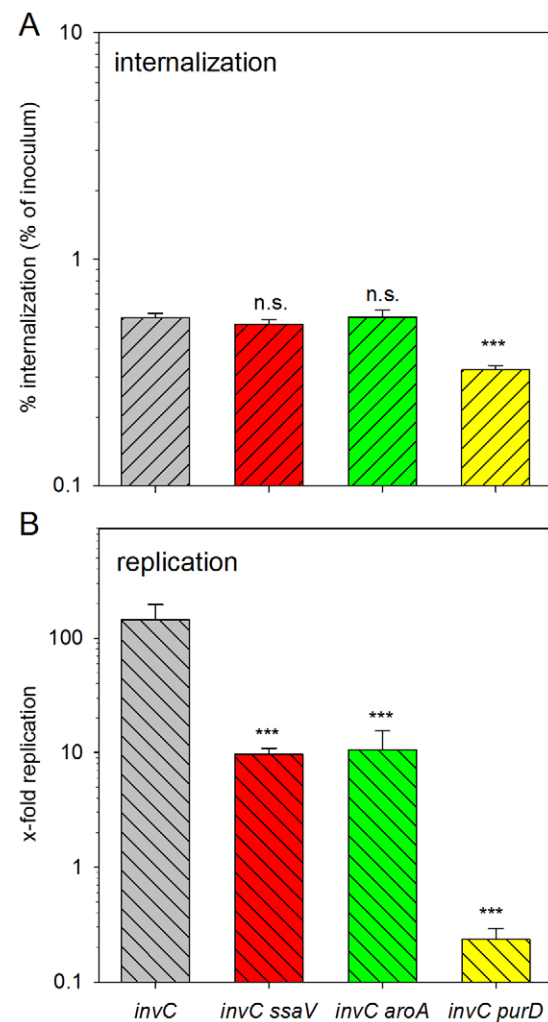 A
internalization
% internalization (% of inoculum)
10
1
0.1
n.s.
n.s.
***
B
replication
x-fold replication
100
10
1
0.1
***
***
***
invC
invC ssaV
invC aroA
invC purD